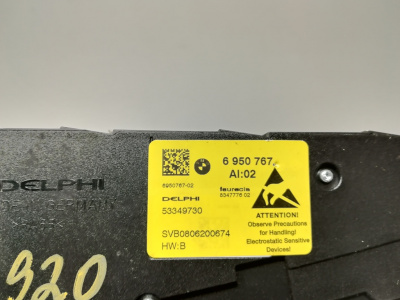 6 950 767
AI:02
6950767-02
faurecia
6947776 02
DELPHI
53349730
SVB0806200674
HW:B
ATTENTION!
Observe Precautions
for Handling!
Electrostatic Sensitive
Devices!
DELPHI
920